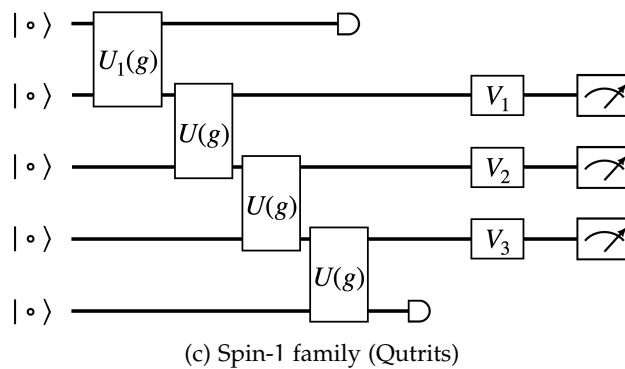 |∘⟩
U₁(g)
|∘⟩
U(g)
V₁
|∘⟩
U(g)
V₂
|∘⟩
U(g)
V₃
|∘⟩
(c) Spin-1 family (Qutrits)